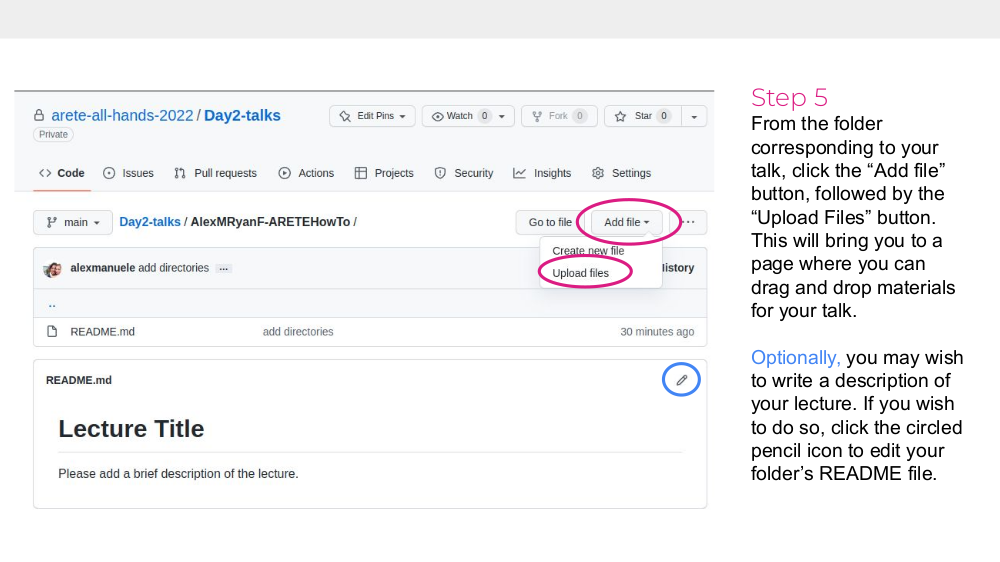 arete-all-hands-2022 / Day2-talks
Edit Pins
Watch 0
Fork 0
Star 0
Private
Code
Issues
Pull requests
Actions
Projects
Security
Insights
Settings
main
Day2-talks / AlexMRyanF-ARETEHowTo /
Go to file
Add file
Create new file
Upload files
alexmanuele add directories
istory
..
README.md add directories 30 minutes ago
README.md
Lecture Title
Please add a brief description of the lecture.
Step 5
From the folder
corresponding to your
talk, click the “Add file”
button, followed by the
“Upload Files” button.
This will bring you to a
page where you can
drag and drop materials
for your talk.
Optionally, you may wish
to write a description of
your lecture. If you wish
to do so, click the circled
pencil icon to edit your
folder’s README file.